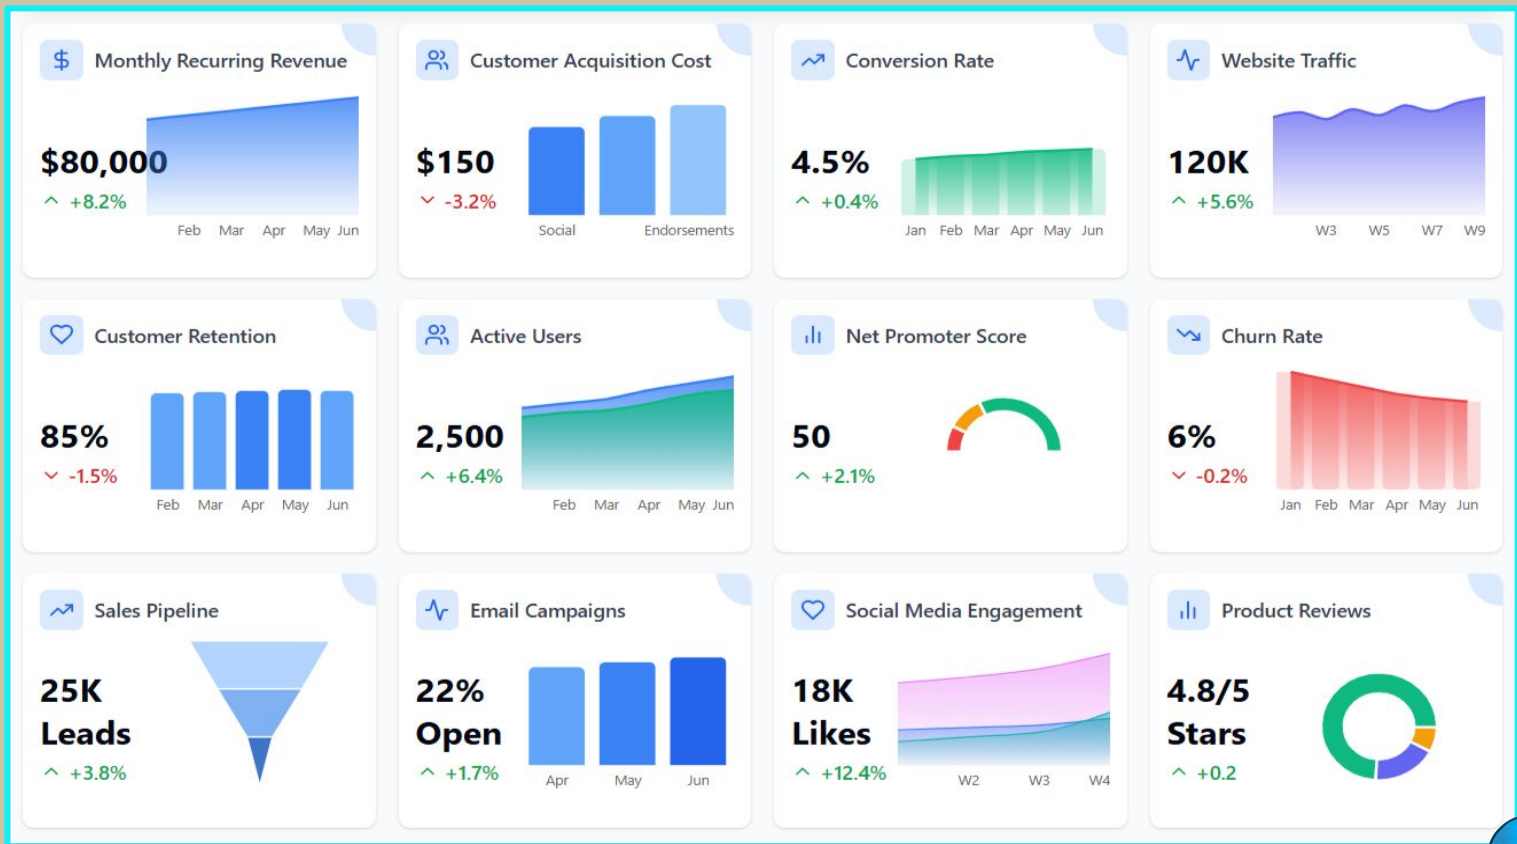 Monthly Recurring Revenue
$80,000
+8.2%
Feb Mar Apr May Jun
Customer Acquisition Cost
$150
-3.2%
Social Endorsements
Conversion Rate
4.5%
+0.4%
Jan Feb Mar Apr May Jun
Website Traffic
120K
+5.6%
W3 W5 W7 W9
Customer Retention
85%
-1.5%
Feb Mar Apr May Jun
Active Users
2,500
+6.4%
Feb Mar Apr May Jun
Net Promoter Score
50
+2.1%
Churn Rate
6%
-0.2%
Jan Feb Mar Apr May Jun
Sales Pipeline
25K
Leads
+3.8%
Email Campaigns
22%
Open
+1.7%
Apr May Jun
Social Media Engagement
18K
Likes
+12.4%
W2 W3 W4
Product Reviews
4.8/5
Stars
+0.2